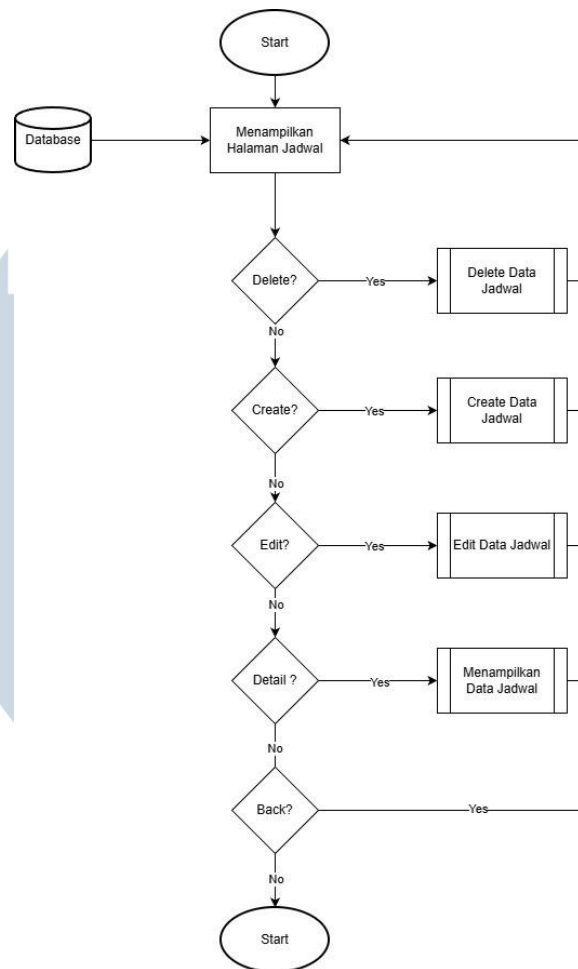 Start
Database
Menampilkan
Halaman Jadwal
Delete?
Yes
Delete Data
Jadwal
No
Create?
Yes
Create Data
Jadwal
No
Edit?
Yes
Edit Data Jadwal
No
Detail ?
Yes
Menampilkan
Data Jadwal
No
Back?
Yes
No
Start